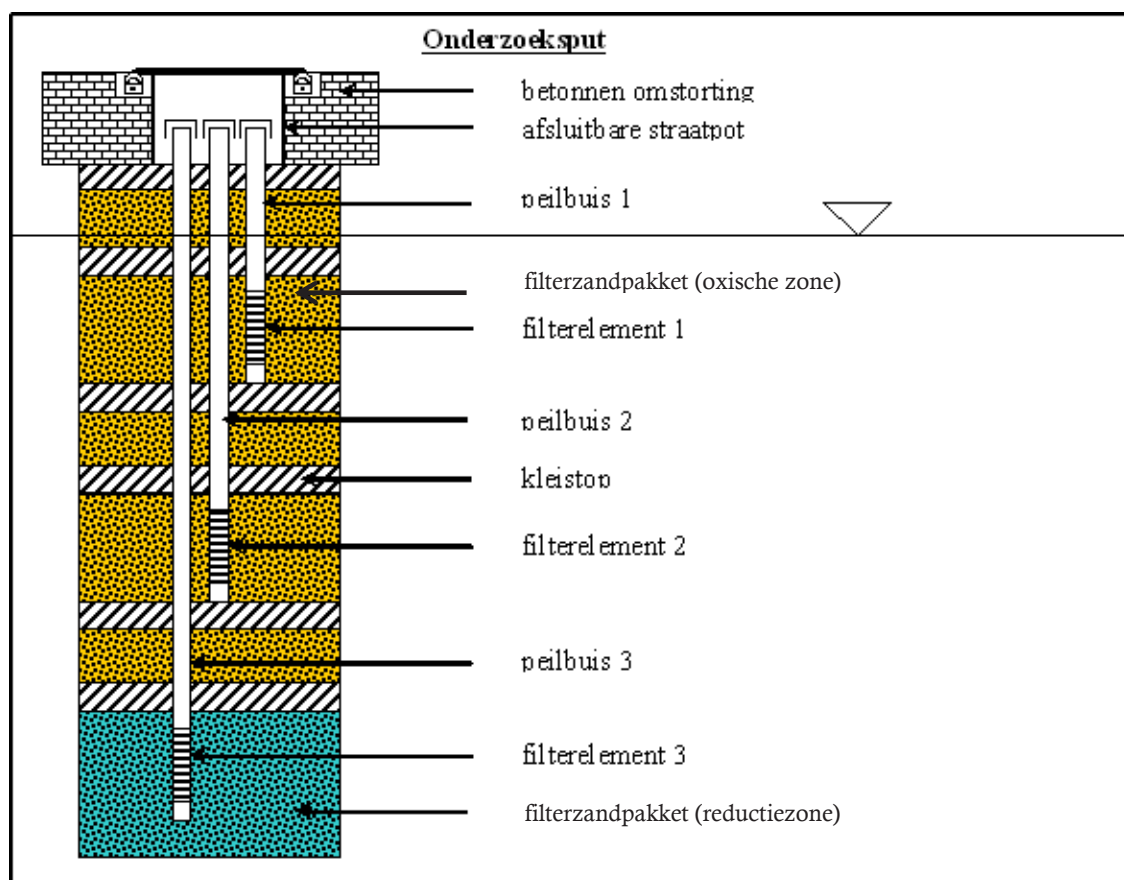 Onderzoeksput
betonnen omstorting
afsluitbare straatpot
peilbuis 1
filterzandpakket (oxische zone)
filterelement 1
peilbuis 2
kleistop
filterelement 2
peilbuis 3
filterelement 3
filterzandpakket (reductiezone)